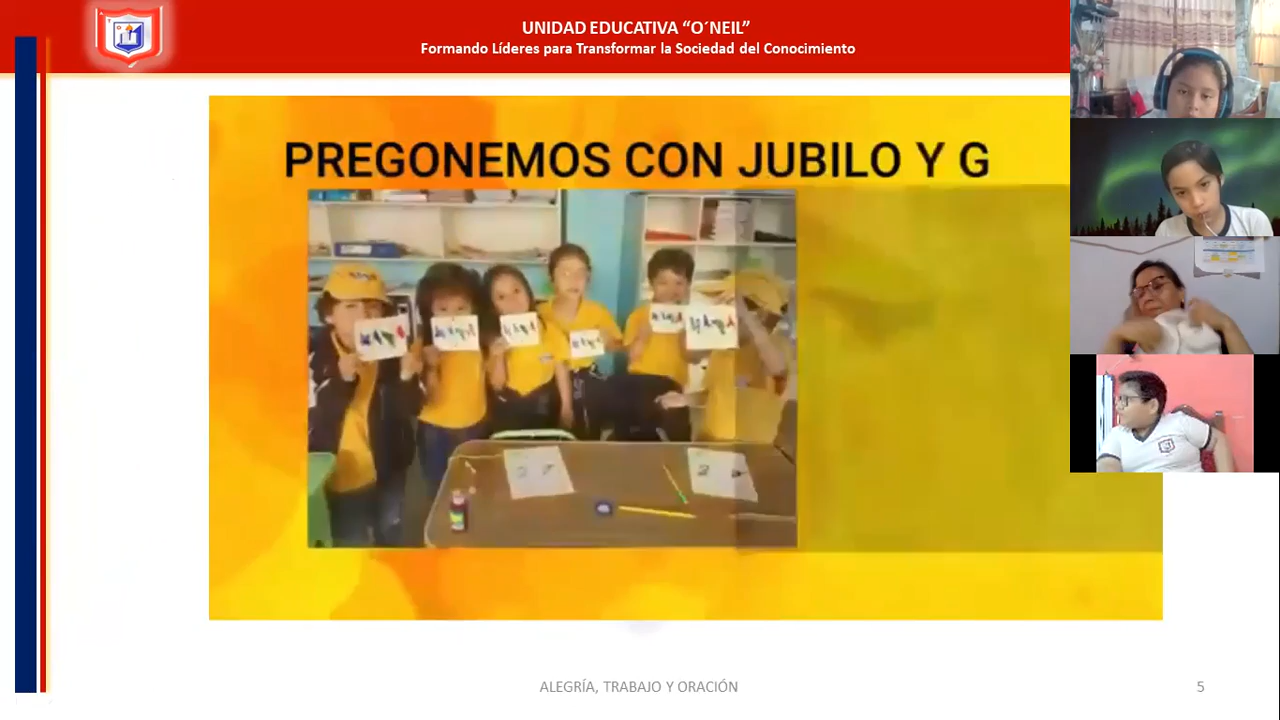 UNIDAD EDUCATIVA “O´NEIL”
Formando Líderes para Transformar la Sociedad del Conocimiento
PREGONEMOS CON JUBILO Y G
ALEGRÍA, TRABAJO Y ORACIÓN
5